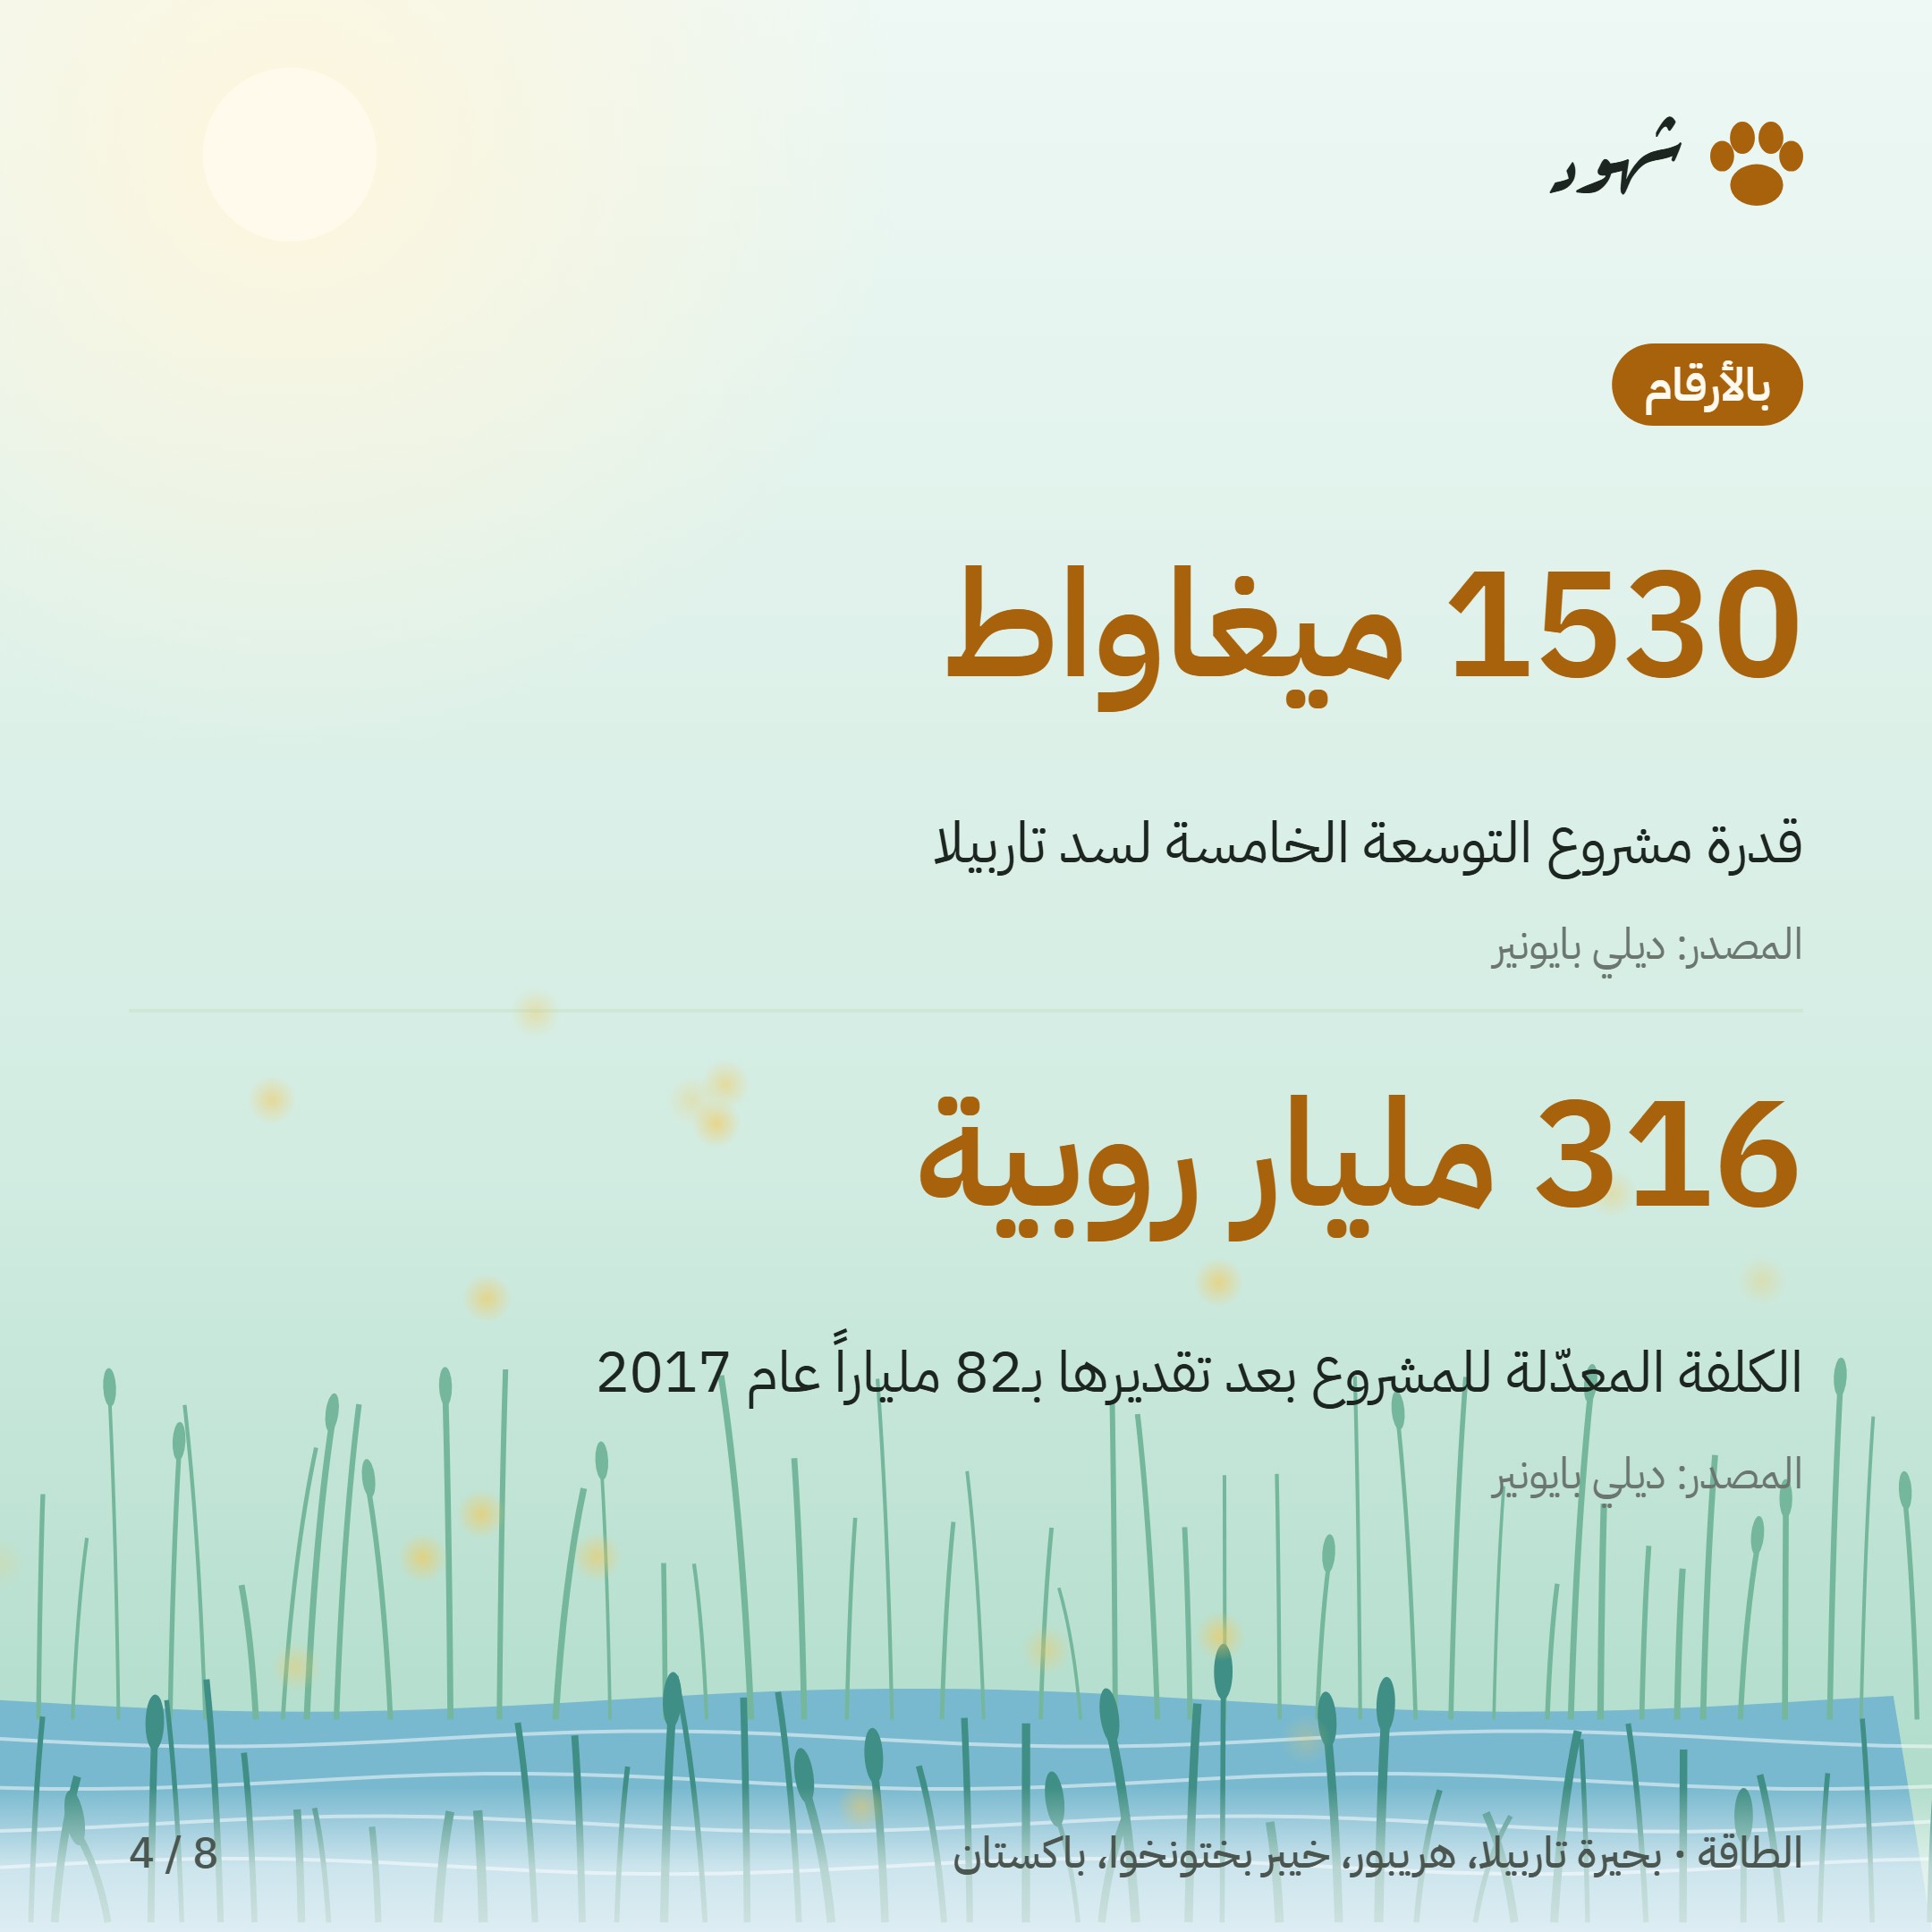 شهود
بالأرقام
1530 ميغاواط
قدرة مشروع التوسعة الخامسة لسد تاربيلا
المصدر: ديلي بايونير
316 مليار روبية
الكلفة المعدّلة للمشروع بعد تقديرها بـ82 ملياراً عام 2017
المصدر: ديلي بايونير
الطاقة · بحيرة تاربيلا، هريبور، خيبر بختونخوا، باكستان
4 / 8